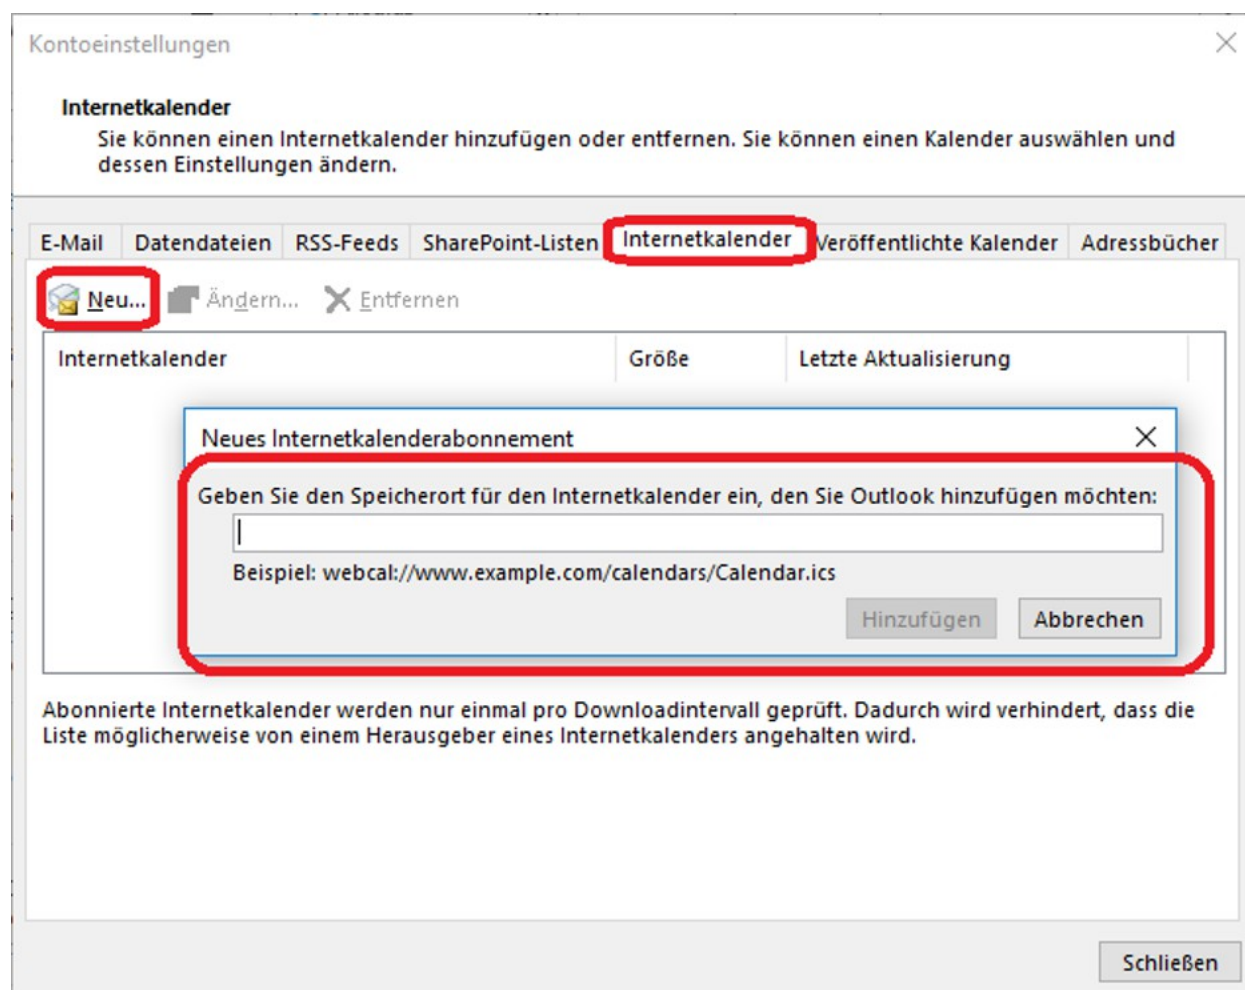 Kontoeinstellungen
Internetkalender
Sie können einen Internetkalender hinzufügen oder entfernen. Sie können einen Kalender auswählen und
dessen Einstellungen ändern.
E-Mail Datendateien RSS-Feeds SharePoint-Listen Internetkalender Veröffentlichte Kalender Adressbücher
Neu... Ändern... Entfernen
Internetkalender Größe Letzte Aktualisierung
Neues Internetkalenderabonnement
Geben Sie den Speicherort für den Internetkalender ein, den Sie Outlook hinzufügen möchten:
Beispiel: webcal://www.example.com/calendars/Calendar.ics
Hinzufügen Abbrechen
Abonnierte Internetkalender werden nur einmal pro Downloadintervall geprüft. Dadurch wird verhindert, dass die
Liste möglicherweise von einem Herausgeber eines Internetkalenders angehalten wird.
Schließen